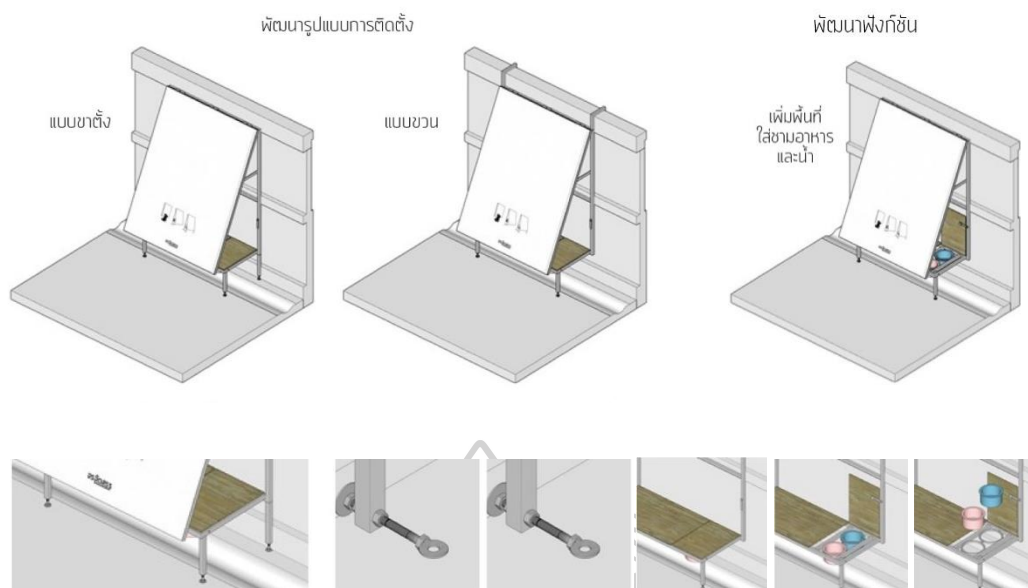 พัฒนารูปแบบการติดตั้ง
พัฒนาฟังก์ชัน
แบบขาตั้ง
แบบแขวน
เพิ่มพื้นที่
ใส่ชามอาหาร
และน้ำ